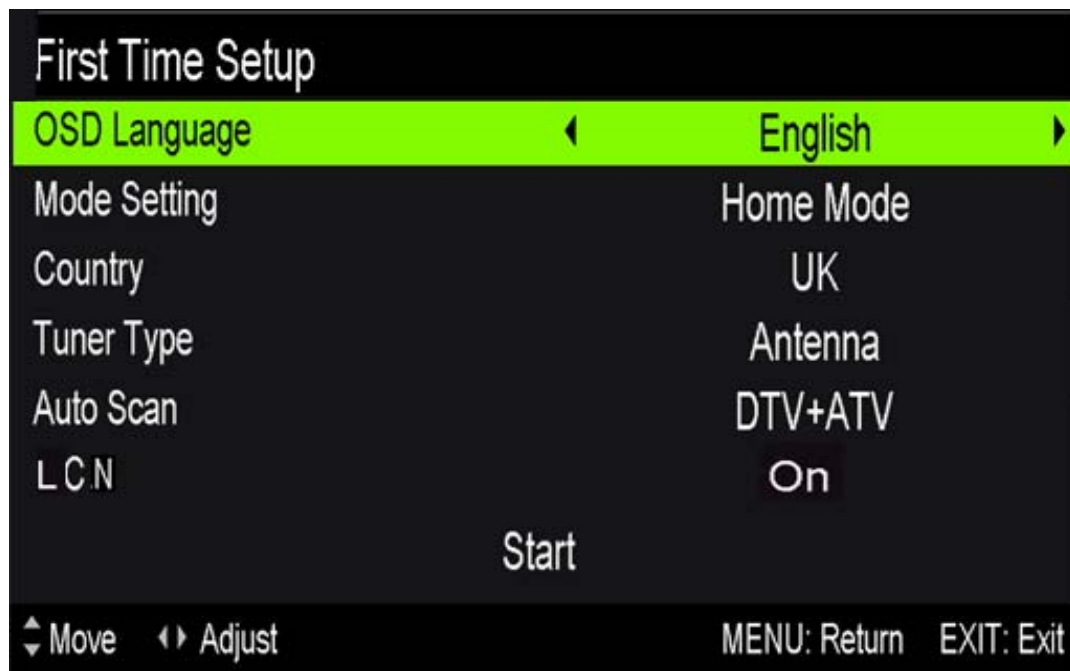 First Time Setup
OSD Language English
Mode Setting Home Mode
Country UK
Tuner Type Antenna
Auto Scan DTV+ATV
LCN On
Start
Move Adjust MENU: Return EXIT: Exit